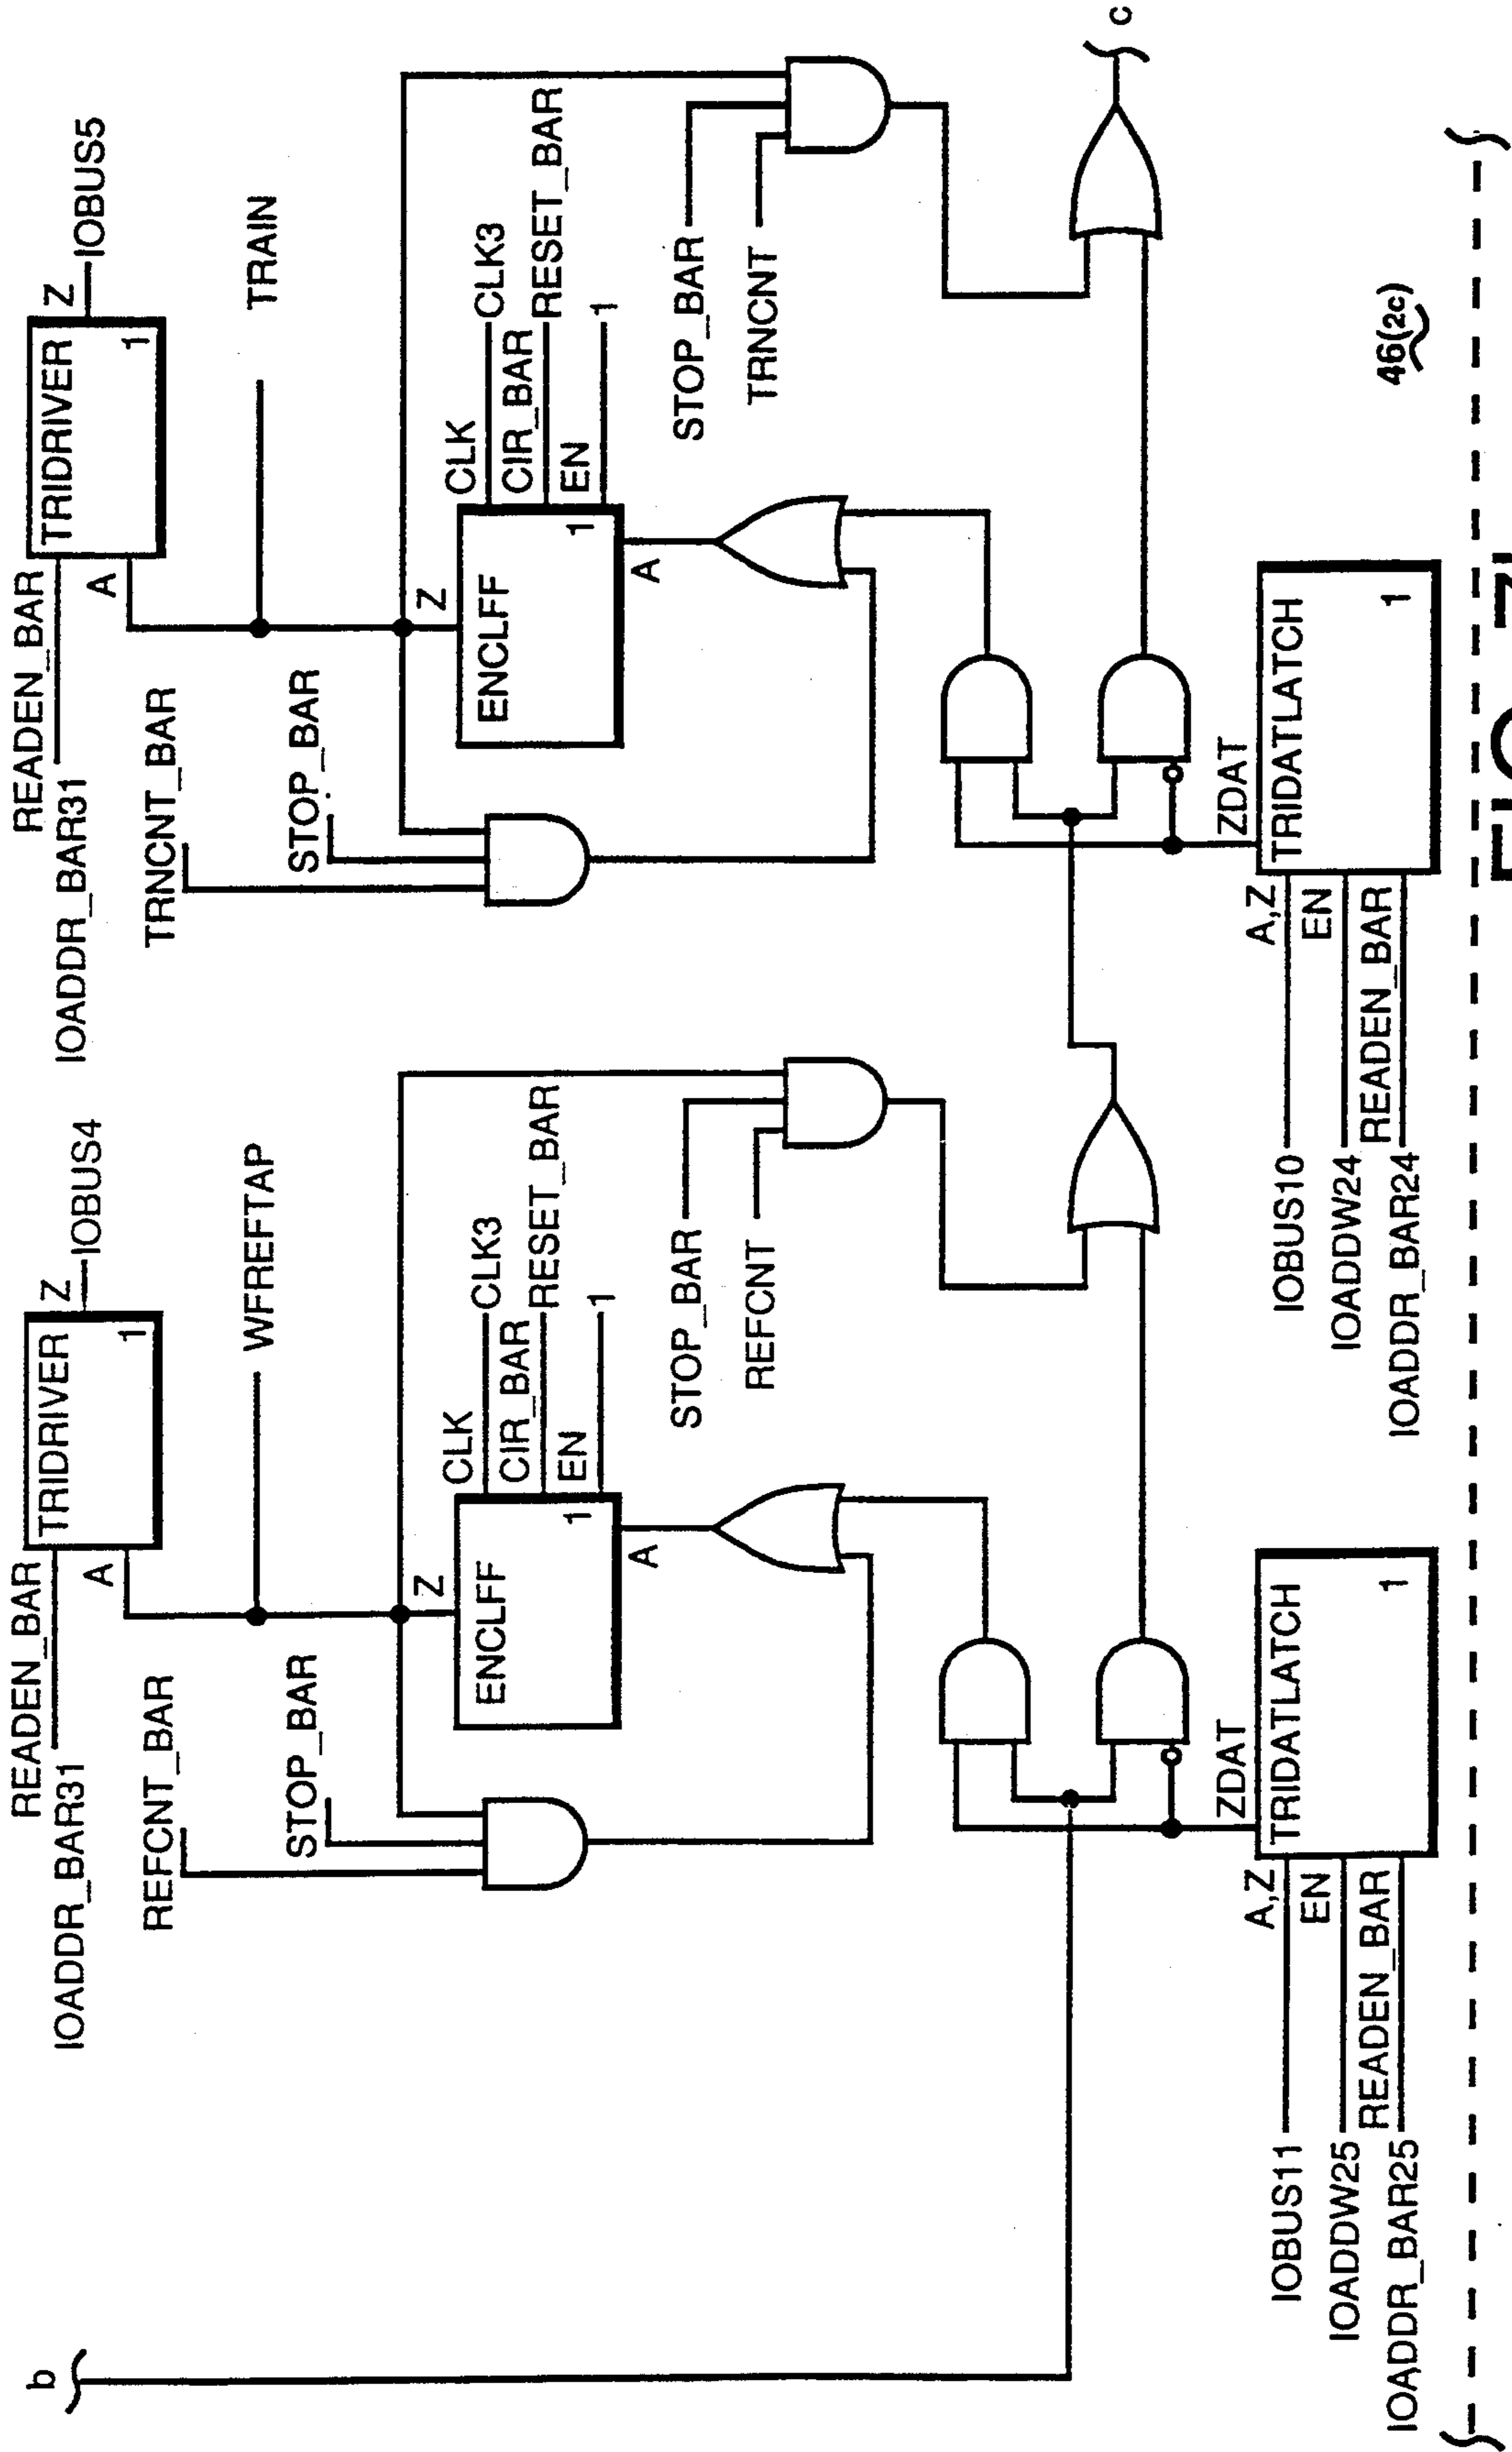 b
READEN_BAR
IOADDR_BAR31
A
TRIDRIVER
1
Z
IOBUS4
REFCNT_BAR
WFREFTAP
STOP_BAR
Z
ENCLFF
1
A
CLK
CLK3
CIR_BAR
RESET_BAR
EN
1
STOP_BAR
REFCNT
ZDAT
TRIDATLATCH
1
A,Z
IOBUS11
EN
IOADDW25
READEN_BAR
IOADDR_BAR25
READEN_BAR
IOADDR_BAR31
A
TRIDRIVER
1
Z
IOBUS5
TRNCNT_BAR
TRAIN
STOP_BAR
Z
ENCLFF
1
A
CLK
CLK3
CIR_BAR
RESET_BAR
EN
1
STOP_BAR
TRNCNT
c
ZDAT
TRIDATLATCH
1
A,Z
IOBUS10
EN
IOADDW24
READEN_BAR
IOADDR_BAR24
46(2c)